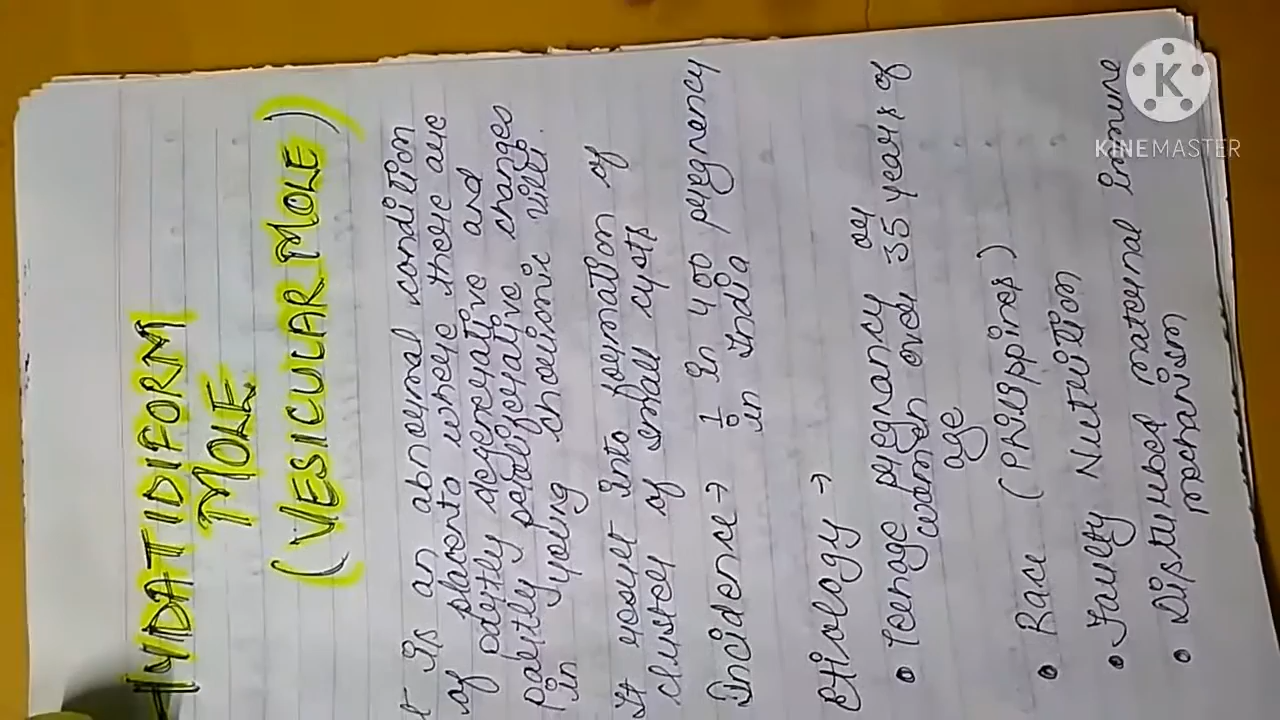 HYDATIDIFORM
MOLE
(VESICULAR MOLE)
It is an abnormal condition
of placenta where there are
partly degenerative and
partly proliferative changes
in young chorionic villi.
It result into formation of
cluster of small cysts
Incidence → 1 In 400 pregnency
in India
Etiology →
• Teenage pregnancy or
women over 35 years of
age
• Race (Philippines)
• Faulty Nutrition
• Disturbed maternal immune
mechanism
K
KINEMASTER